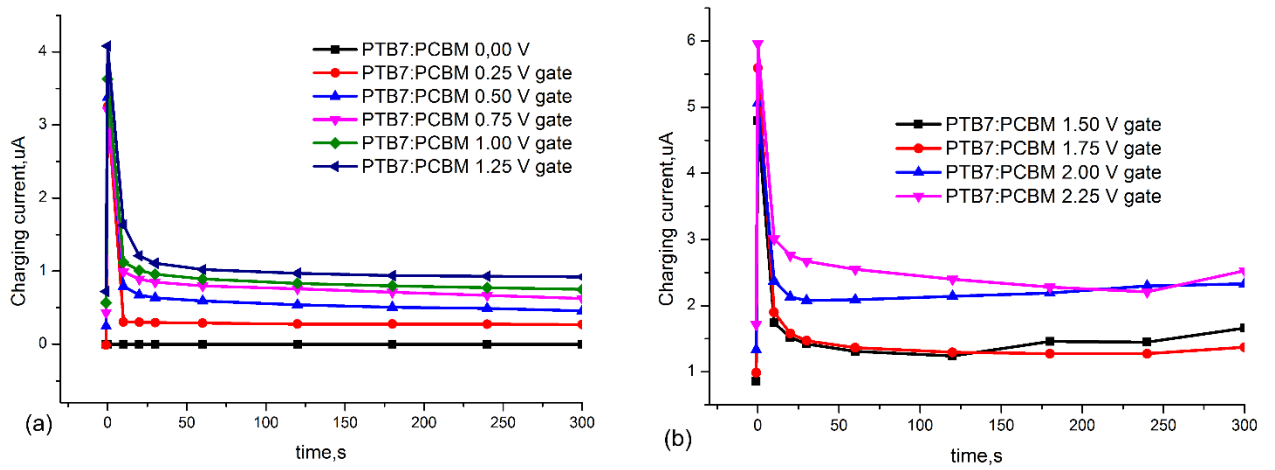 Charging current,uA
4
3
2
1
0
PTB7:PCBM 0,00 V
PTB7:PCBM 0.25 V gate
PTB7:PCBM 0.50 V gate
PTB7:PCBM 0.75 V gate
PTB7:PCBM 1.00 V gate
PTB7:PCBM 1.25 V gate
0 50 100 150 200 250 300
(a)
time,s
Charging current,uA
6
5
4
3
2
1
PTB7:PCBM 1.50 V gate
PTB7:PCBM 1.75 V gate
PTB7:PCBM 2.00 V gate
PTB7:PCBM 2.25 V gate
0 50 100 150 200 250 300
(b)
time,s